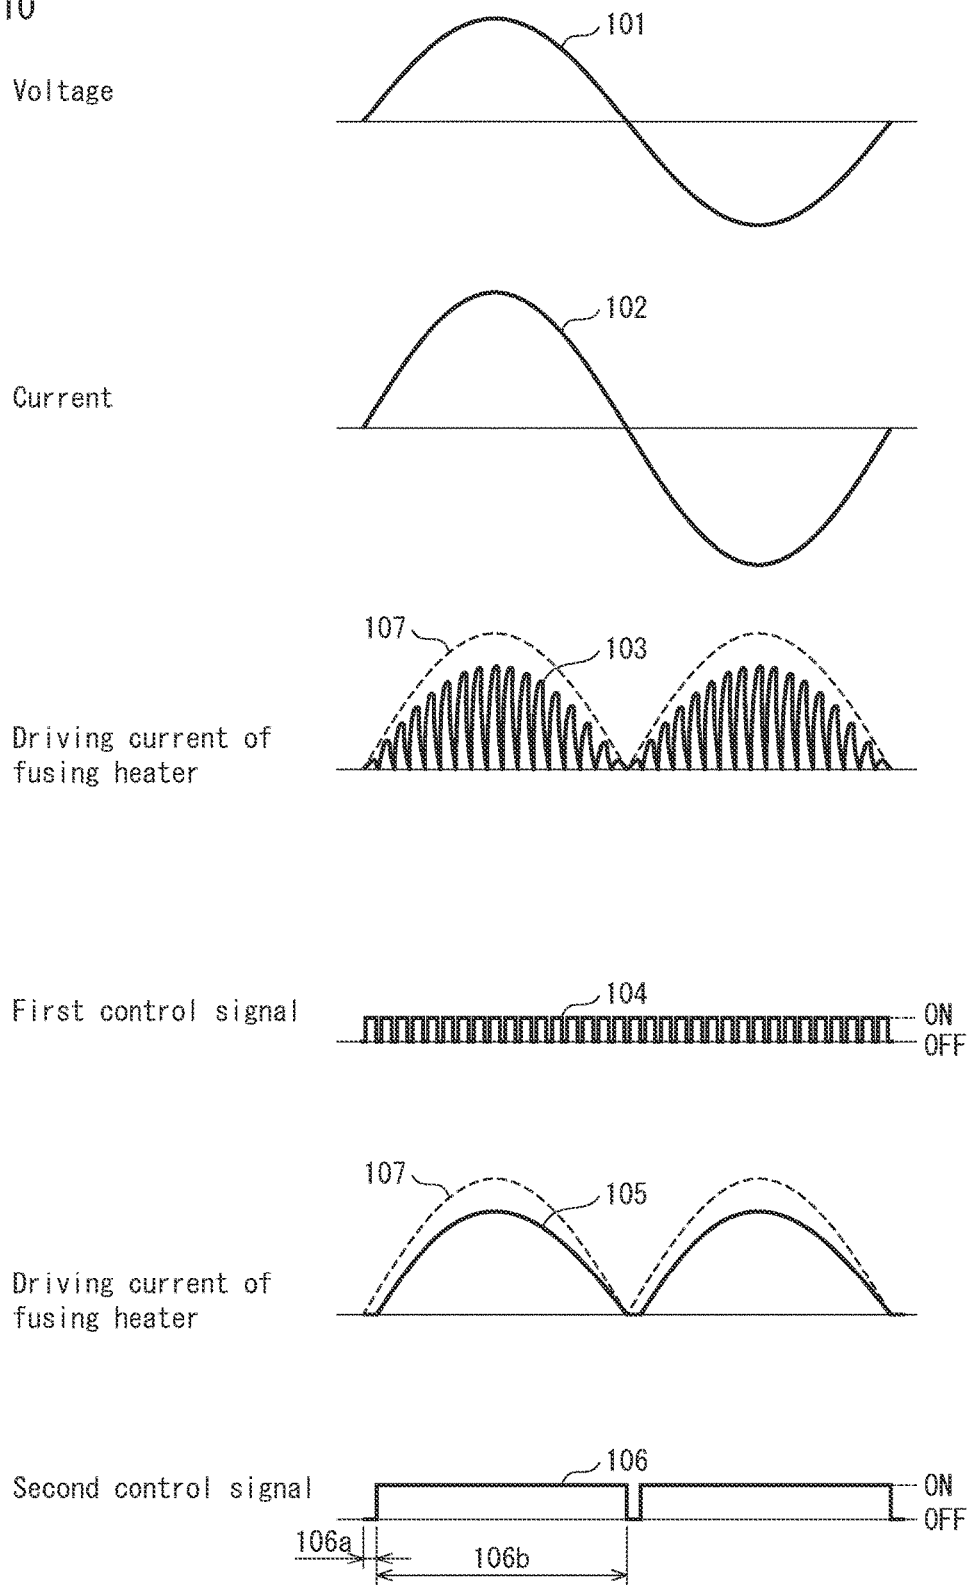 10
101
Voltage
102
Current
107
103
Driving current of
fusing heater
104
First control signal
ON
OFF
107
105
Driving current of
fusing heater
106
Second control signal
ON
OFF
106a
106b